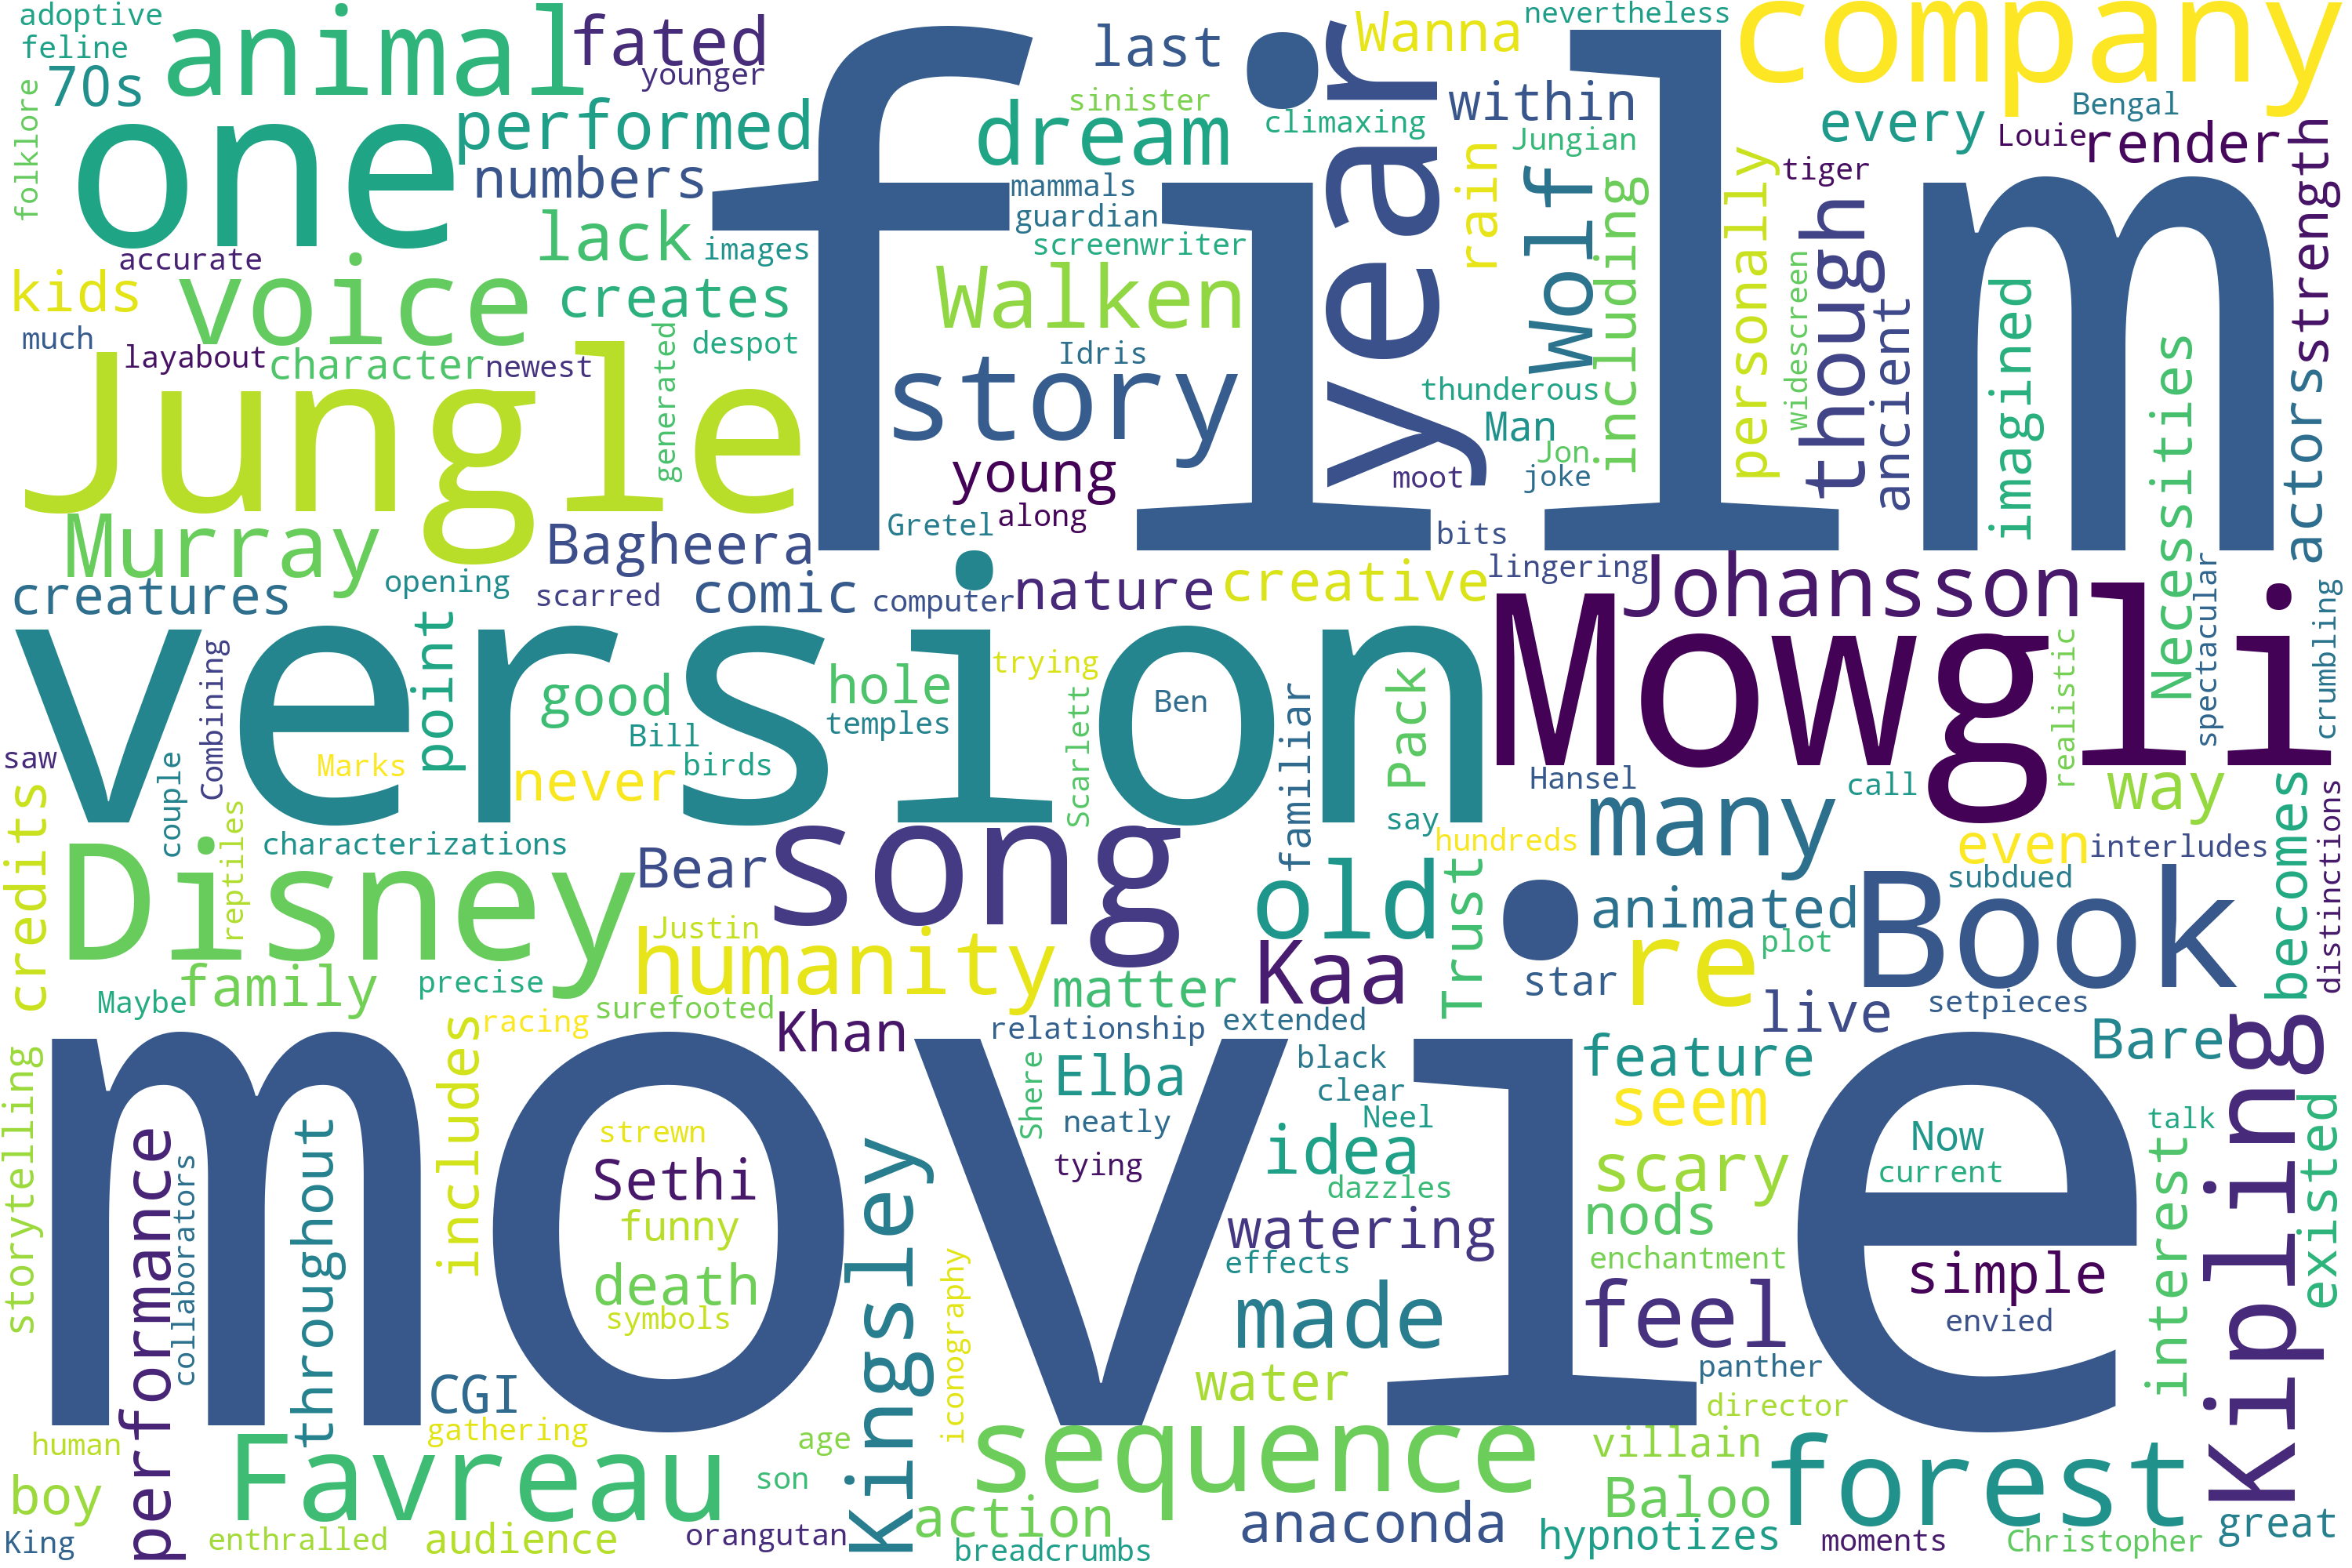 adoptive
feline
70s
animal
fated
younger
last
Wanna
nevertheless
company
folklore
one
performed
numbers
dream
sinister
climaxing
year
within
Jungian
every
Bengal
Louie
render
tiger
film
mammals
guardian
screenwriter
rain
Wolf
including
personally
though
strength
lack
images
accurate
kids
voice
creates
Walken
widescreen
ancient
imagined
Necessities
actors
much
layabout
character
newest
generated
despot
Idris
story
thunderous
Man
Jon
joke
moot
Jungle
young
along
Gretel
Murray
Bagheera
bits
lingering
creatures
opening
scarred
comic
computer
nature
creative
Johansson
spectacular
crumbling
realistic
version
Mowgli
point
Combining
good
hole
trying
Ben
temples
Bill
birds
never
Marks
saw
couple
Scarlett
familiar
Pack
say
Hansel
call
way
credits
reptiles
characterizations
Disney
Bear
song
old
Trust
hundreds
many
even
interludes
becomes
distinctions
animated
subdued
Book
Justin
humanity
Kaa
re
plot
star
live
setpieces
Maybe
family
precise
surefooted
matter
racing
Khan
relationship
extended
storytelling
includes
Shere
Elba
black
clear
neatly
Neel
feature
Bare
Kipling
movie
seem
performance
collaborators
throughout
strewn
Sethi
funny
death
symbols
tying
idea
dazzles
scary
Now
current
talk
interest
existed
Kingsley
iconography
watering
effects
nods
enchantment
made
feel
simple
envied
CGI
gathering
water
panther
director
human
boy
King
Favreau
enthralled
audience
age
son
orangutan
sequence
action
breadcrumbs
anaconda
villain
Baloo
hypnotizes
forest
moments
Christopher
great